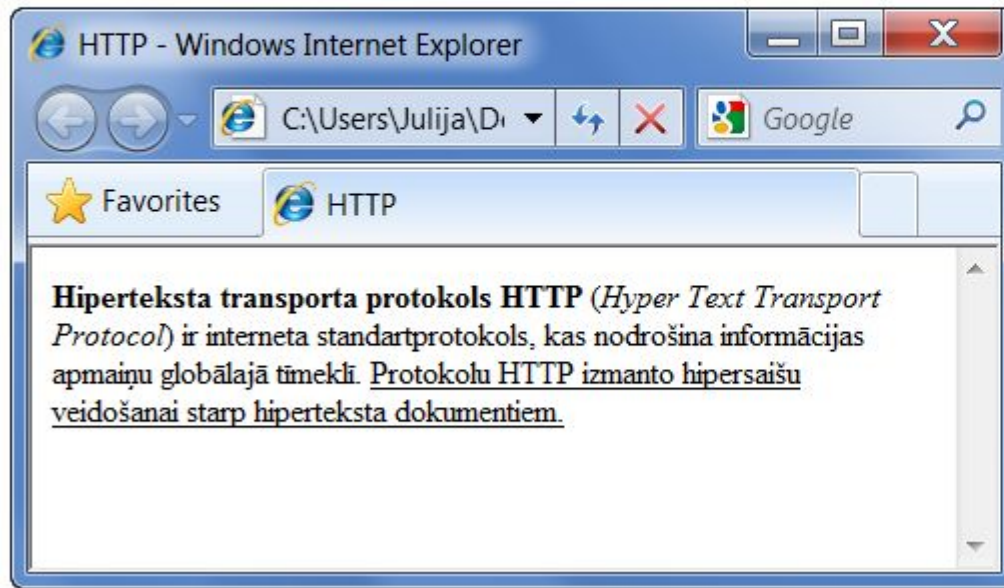 HTTP - Windows Internet Explorer
C:\Users\Julija\D
Google
Favorites
HTTP
Hiperteksta transporta protokols HTTP (Hyper Text Transport
Protocol) ir interneta standartprotokols, kas nodrošina informācijas
apmaiņu globālajā tīmeklī. Protokolu HTTP izmanto hipersaišu
veidošanai starp hiperteksta dokumentiem.